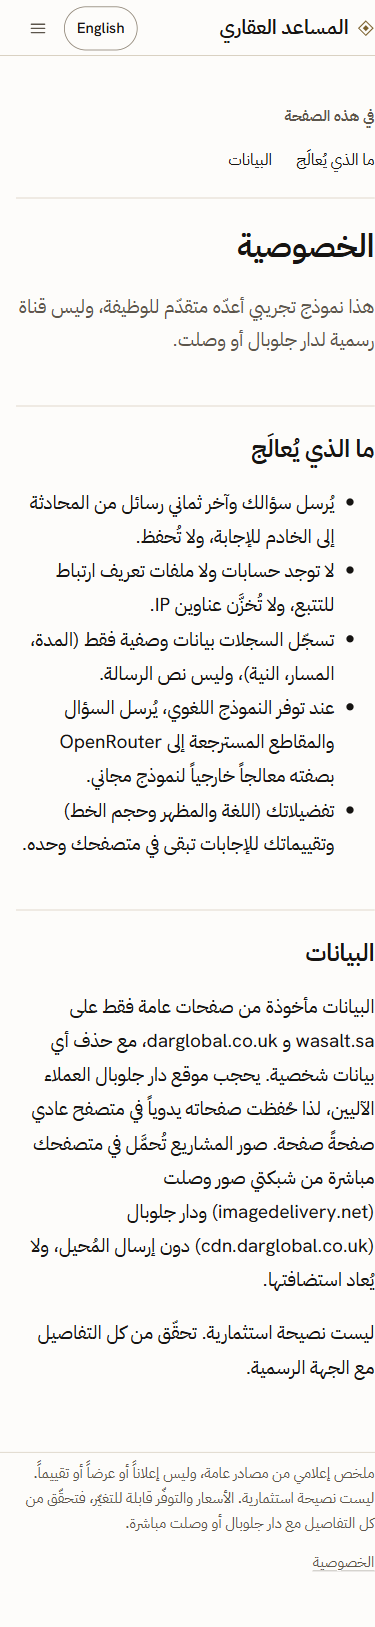 المساعد العقاري
English
في هذه الصفحة
ما الذي يُعالَج
البيانات
الخصوصية
هذا نموذج تجريبي أعدّه متقدّم للوظيفة، وليس قناة
رسمية لدار جلوبال أو وصلت.
ما الذي يُعالَج
• يُرسل سؤالك وآخر ثماني رسائل من المحادثة
إلى الخادم للإجابة، ولا تُحفظ.
• لا توجد حسابات ولا ملفات تعريف ارتباط
للتتبع، ولا تُخزَّن عناوين IP.
• تسجّل السجلات بيانات وصفية فقط (المدة،
المسار، النية)، وليس نص الرسالة.
• عند توفر النموذج اللغوي، يُرسل السؤال
والمقاطع المسترجعة إلى OpenRouter
بصفته معالجاً خارجياً لنموذج مجاني.
• تفضيلاتك (اللغة والمظهر وحجم الخط)
وتقييماتك للإجابات تبقى في متصفحك وحده.
البيانات
البيانات مأخوذة من صفحات عامة فقط على
wasalt.sa و darglobal.co.uk، مع حذف أي
بيانات شخصية. يحجب موقع دار جلوبال العملاء
الآليين، لذا حُفظت صفحاته يدوياً في متصفح عادي
صفحةً صفحة. صور المشاريع تُحمَّل في متصفحك
مباشرة من شبكتي صور وصلت
(imagedelivery.net) ودار جلوبال
(cdn.darglobal.co.uk) دون إرسال المُحيل، ولا
يُعاد استضافتها.
ليست نصيحة استثمارية. تحقّق من كل التفاصيل
مع الجهة الرسمية.
ملخص إعلامي من مصادر عامة، وليس إعلاناً أو عرضاً أو تقييماً.
ليست نصيحة استثمارية. الأسعار والتوفّر قابلة للتغيّر، فتحقّق من
كل التفاصيل مع دار جلوبال أو وصلت مباشرة.
الخصوصية